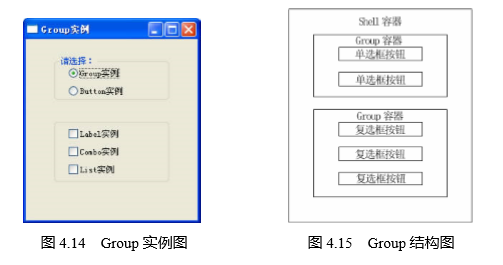 Group实例
请选择：
Group实例
Button实例
Label实例
Combo实例
List实例
图 4.14 Group 实例图
Shell 容器
Group 容器
单选框按钮
单选框按钮
Group 容器
复选框按钮
复选框按钮
复选框按钮
图 4.15 Group 结构图